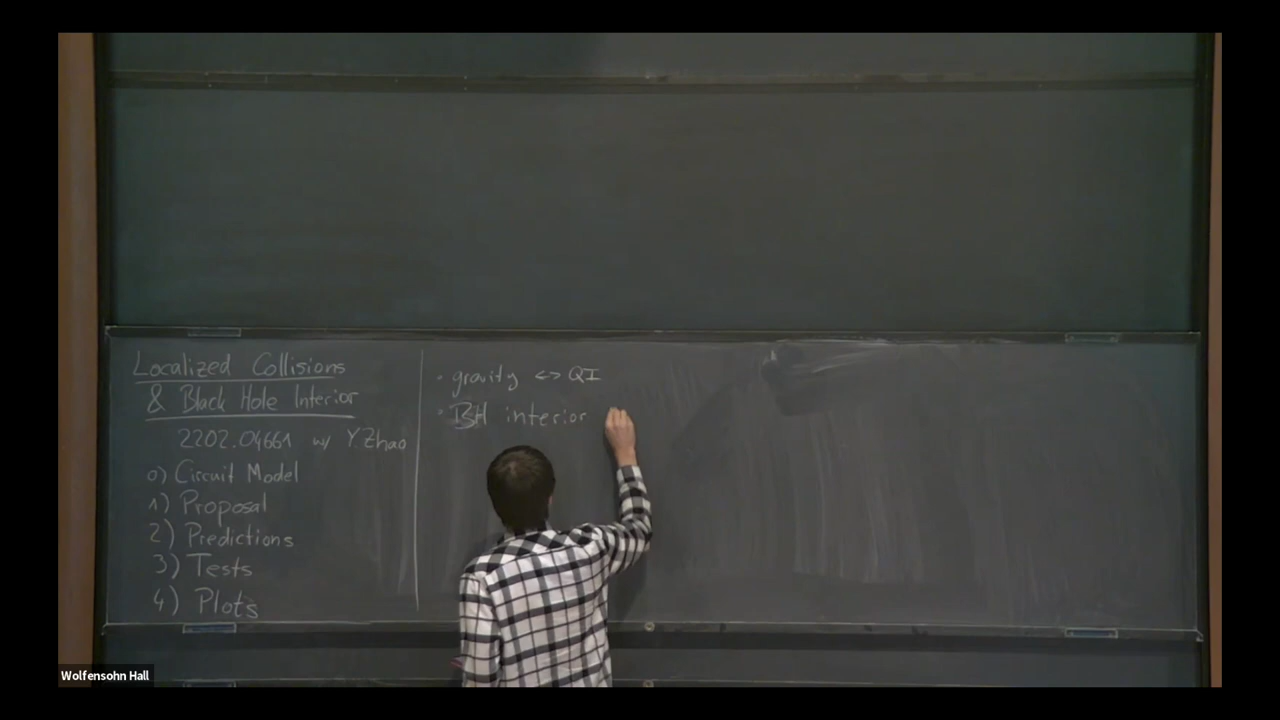 Localized Collisions
& Black Hole Interior
2202.04661 w/ Y.Zhao
0) Circuit Model
1) Proposal
2) Predictions
3) Tests
4) Plots
· gravity <-> QI
· BH interior
Wolfensohn Hall